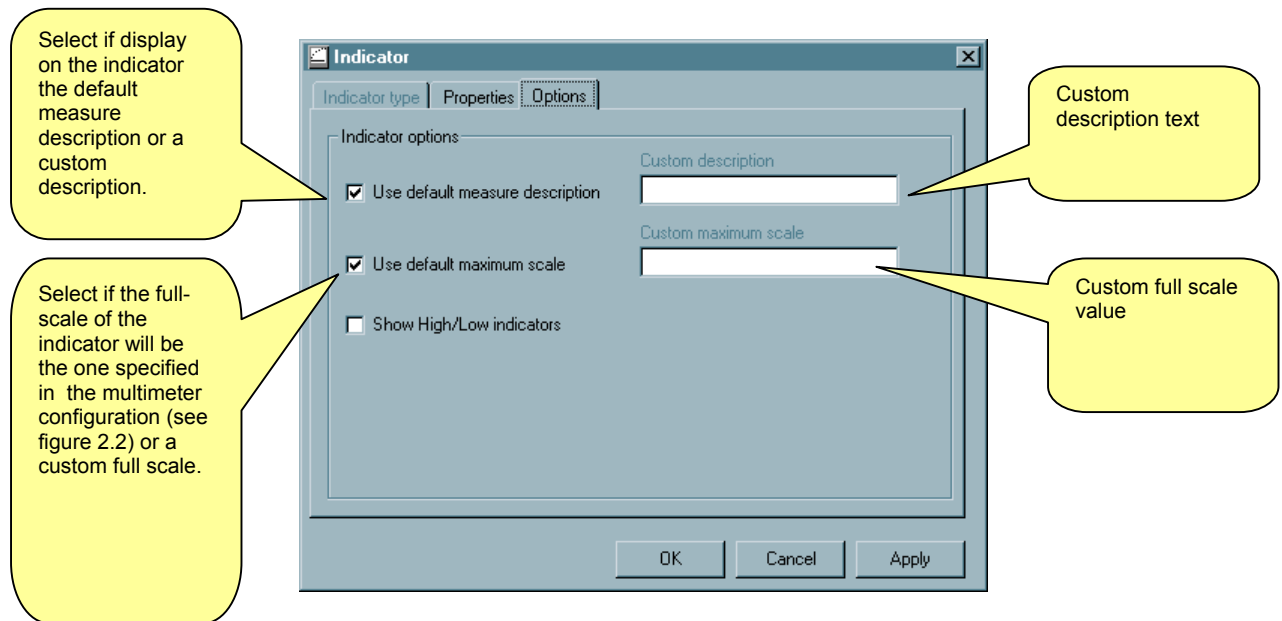 Select if display
on the indicator
the default
measure
description or a
custom
description.
Indicator
Indicator type
Properties
Options
Custom
description text
Indicator options
Custom description
Use default measure description
Custom maximum scale
Use default maximum scale
Select if the full-
scale of the
indicator will be
the one specified
in the multimeter
configuration (see
figure 2.2) or a
custom full scale.
Custom full scale
value
Show High/Low indicators
OK
Cancel
Apply